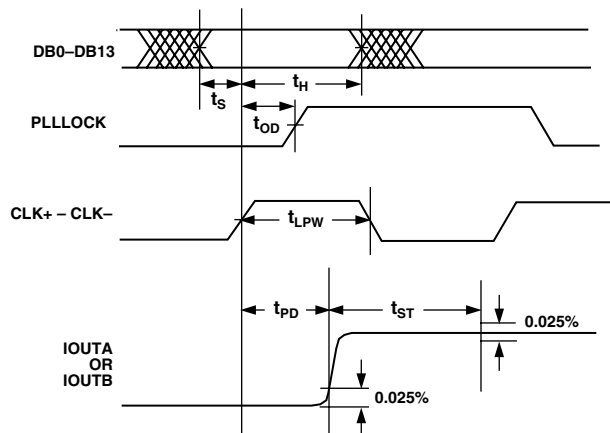 DB0–DB13
tS
tH
PLLLOCK
tOD
CLK+ – CLK–
tLPW
tPD
tST
0.025%
IOUTA
OR
IOUTB
0.025%